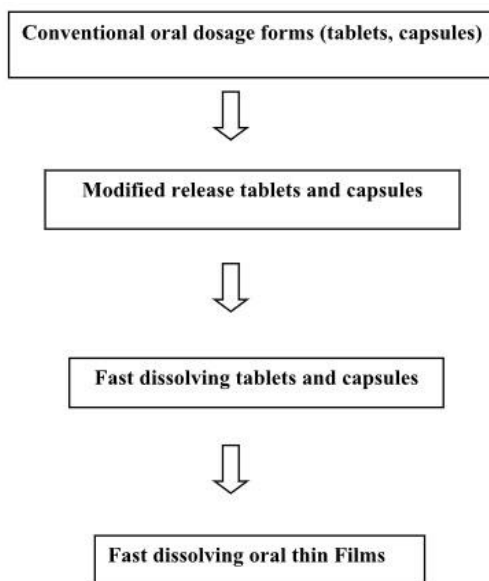 Conventional oral dosage forms (tablets, capsules)
Modified release tablets and capsules
Fast dissolving tablets and capsules
Fast dissolving oral thin Films